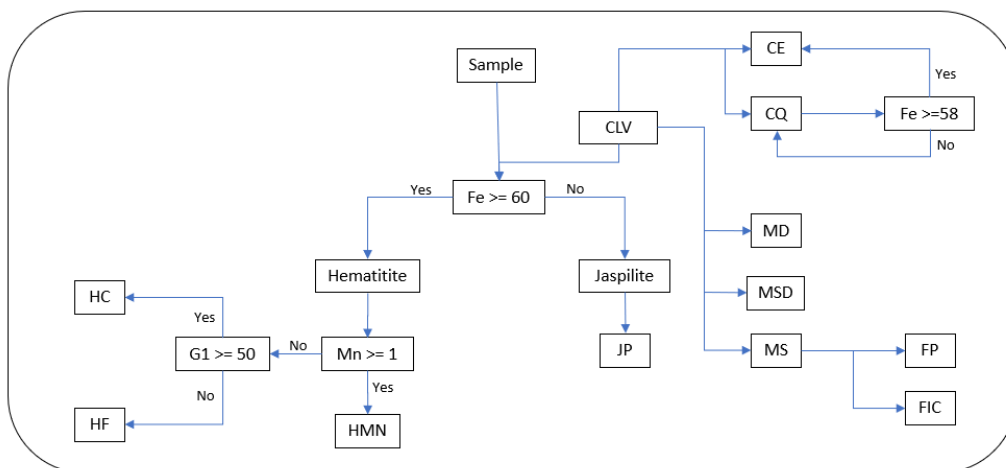 Sample
CE
Yes
CLV
CQ
Fe >=58
No
Yes
Fe >= 60
No
MD
Hematitite
Jaspilite
HC
MSD
Yes
G1 >= 50
No
Mn >= 1
JP
MS
FP
No
Yes
HF
HMN
FIC